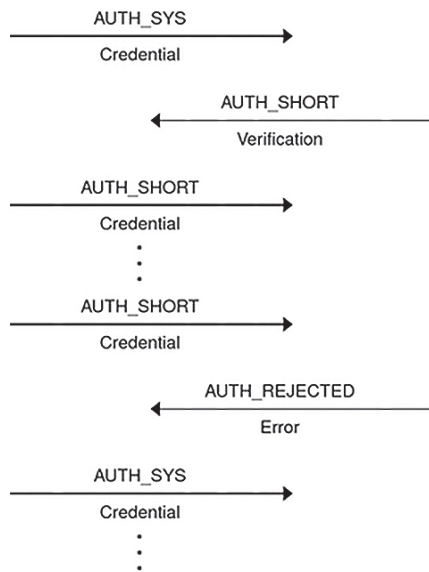 AUTH_SYS
Credential
AUTH_SHORT
Verification
AUTH_SHORT
Credential
AUTH_SHORT
Credential
AUTH_REJECTED
Error
AUTH_SYS
Credential